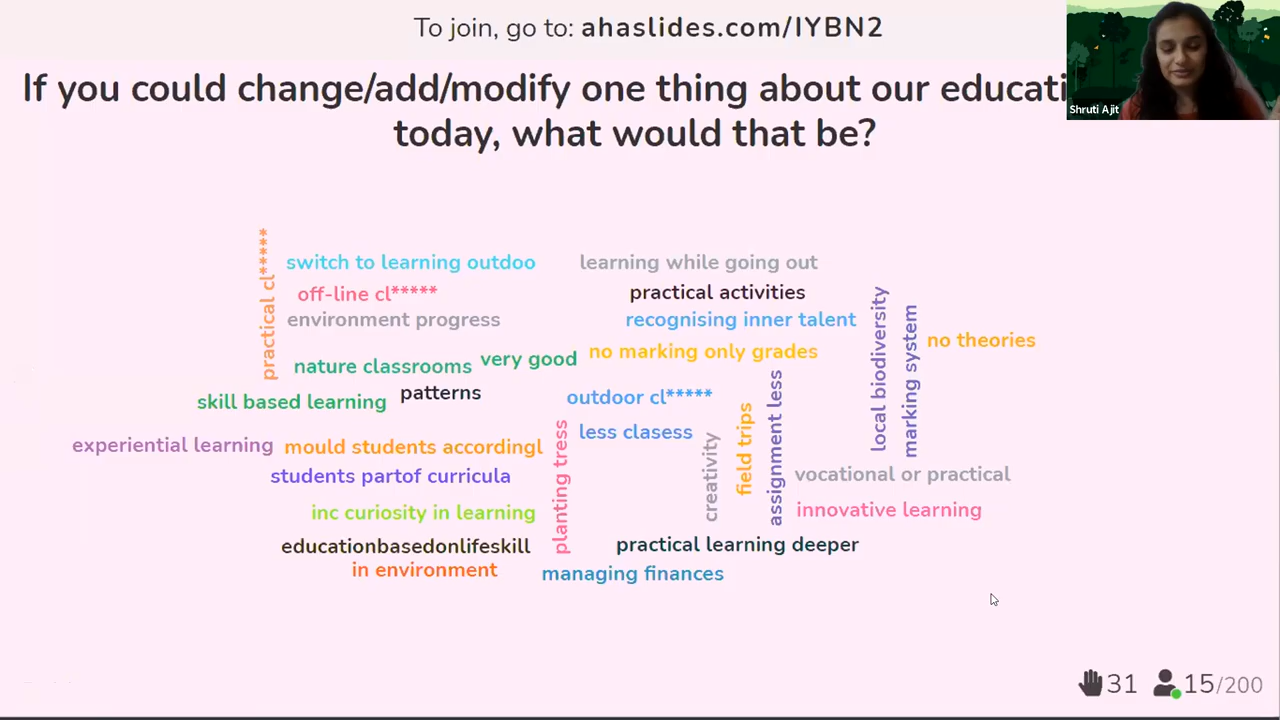 To join, go to: ahaslides.com/IYBN2
Shruti Ajit
If you could change/add/modify one thing about our educati
today, what would that be?
practical cl*****
switch to learning outdoo
learning while going out
off-line cl*****
practical activities
environment progress
recognising inner talent
local biodiversity
marking system
no theories
nature classrooms
very good
no marking only grades
skill based learning
patterns
outdoor cl*****
experiential learning
mould students accordingl
planting tress
less clasess
creativity
field trips
assignment less
students partof curricula
vocational or practical
inc curiosity in learning
innovative learning
educationbasedonlifeskill
practical learning deeper
in environment
managing finances
31
15/200